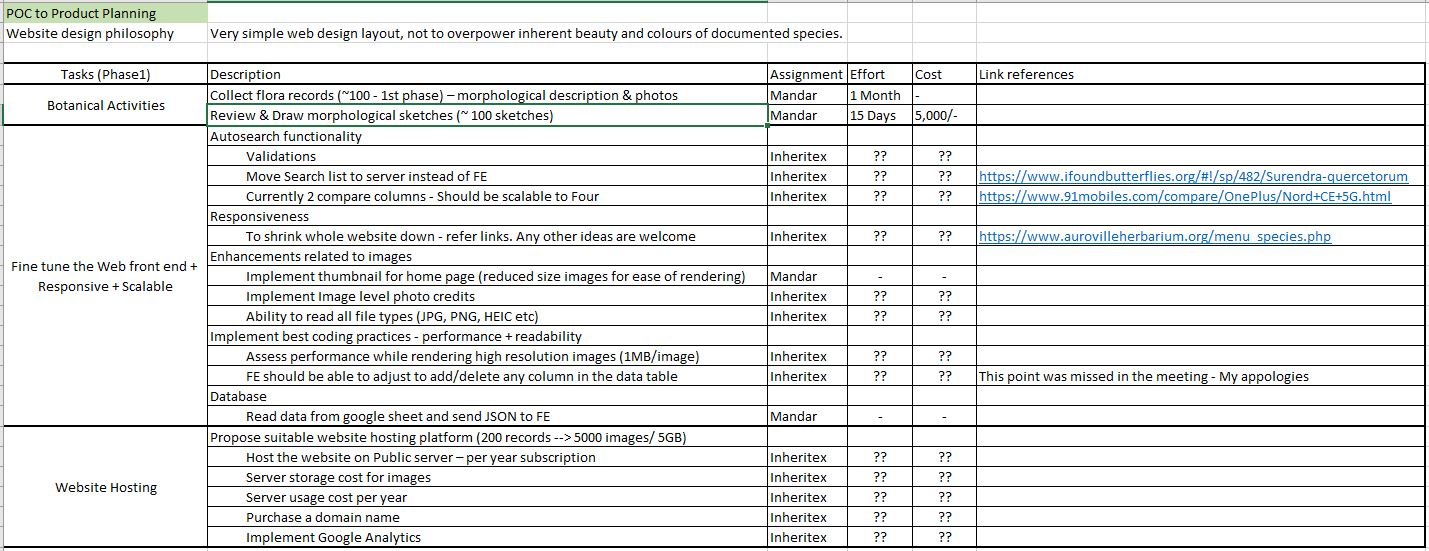 POC to Product Planning
Website design philosophy Very simple web design layout, not to overpower inherent beauty and colours of documented species.
Tasks (Phase1) Description Assignment Effort Cost Link references
Botanical Activities
Collect flora records (~100 - 1st phase) – morphological description & photos Mandar 1 Month -
Review & Draw morphological sketches (~ 100 sketches) Mandar 15 Days 5,000/-
Fine tune the Web front end +
Responsive + Scalable
Autosearch functionality
Validations Inheritex ?? ??
Move Search list to server instead of FE Inheritex ?? ?? https://www.ifoundbutterflies.org/#!/sp/482/Surendra-quercetorum
Currently 2 compare columns - Should be scalable to Four Inheritex ?? ?? https://www.91mobiles.com/compare/OnePlus/Nord+CE+5G.html
Responsiveness
To shrink whole website down - refer links. Any other ideas are welcome Inheritex ?? ?? https://www.aurovilleherbarium.org/menu_species.php
Enhancements related to images
Implement thumbnail for home page (reduced size images for ease of rendering) Mandar - -
Implement Image level photo credits Inheritex ?? ??
Ability to read all file types (JPG, PNG, HEIC etc) Inheritex ?? ??
Implement best coding practices - performance + readability
Assess performance while rendering high resolution images (1MB/image) Inheritex ?? ??
FE should be able to adjust to add/delete any column in the data table Inheritex ?? ?? This point was missed in the meeting - My appologies
Database
Read data from google sheet and send JSON to FE Mandar - -
Website Hosting
Propose suitable website hosting platform (200 records --> 5000 images/ 5GB)
Host the website on Public server – per year subscription Inheritex ?? ??
Server storage cost for images Inheritex ?? ??
Server usage cost per year Inheritex ?? ??
Purchase a domain name Inheritex ?? ??
Implement Google Analytics Inheritex ?? ??